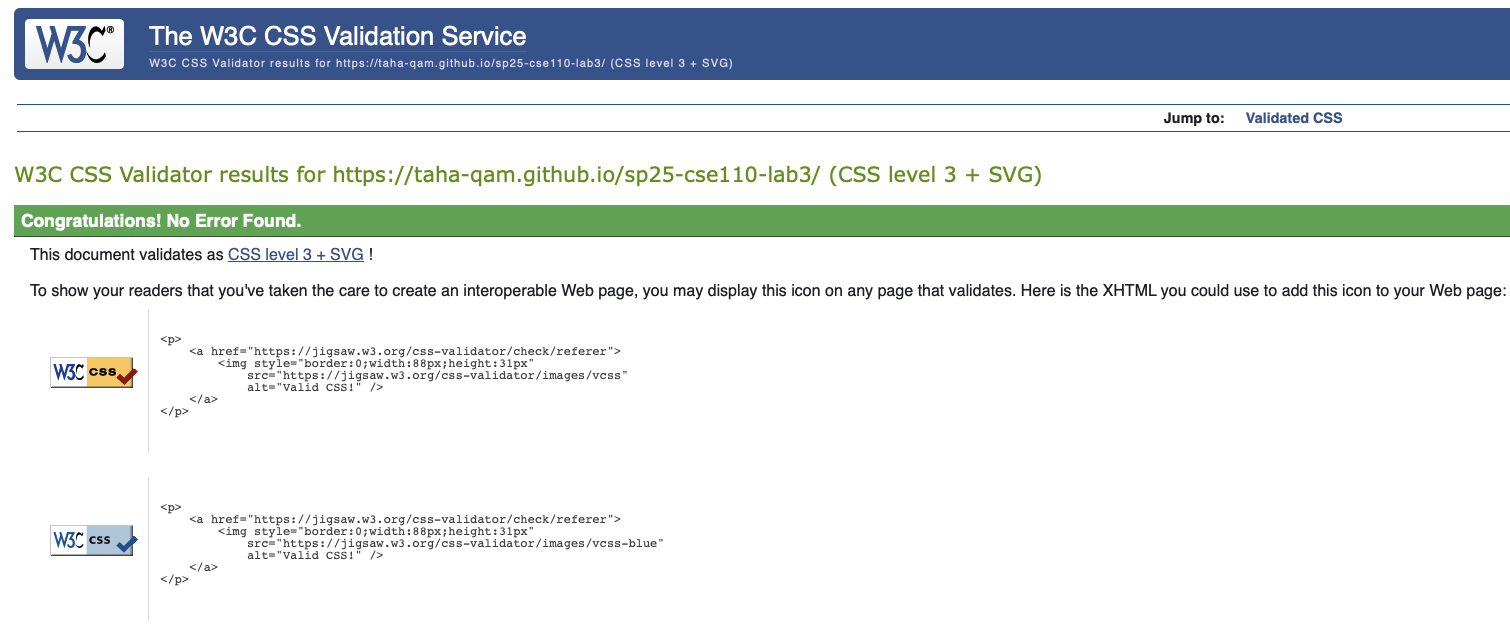 W3C®
The W3C CSS Validation Service
W3C CSS Validator results for https://taha-qam.github.io/sp25-cse110-lab3/ (CSS level 3 + SVG)
Jump to: Validated CSS
W3C CSS Validator results for https://taha-qam.github.io/sp25-cse110-lab3/ (CSS level 3 + SVG)
Congratulations! No Error Found.
This document validates as CSS level 3 + SVG !
To show your readers that you've taken the care to create an interoperable Web page, you may display this icon on any page that validates. Here is the XHTML you could use to add this icon to your Web page:
W3C css
<p>
    <a href="https://jigsaw.w3.org/css-validator/check/referer">
        <img style="border:0;width:88px;height:31px"
            src="https://jigsaw.w3.org/css-validator/images/vcss"
            alt="Valid CSS!" />
    </a>
</p>
W3C css
<p>
    <a href="https://jigsaw.w3.org/css-validator/check/referer">
        <img style="border:0;width:88px;height:31px"
            src="https://jigsaw.w3.org/css-validator/images/vcss-blue"
            alt="Valid CSS!" />
    </a>
</p>